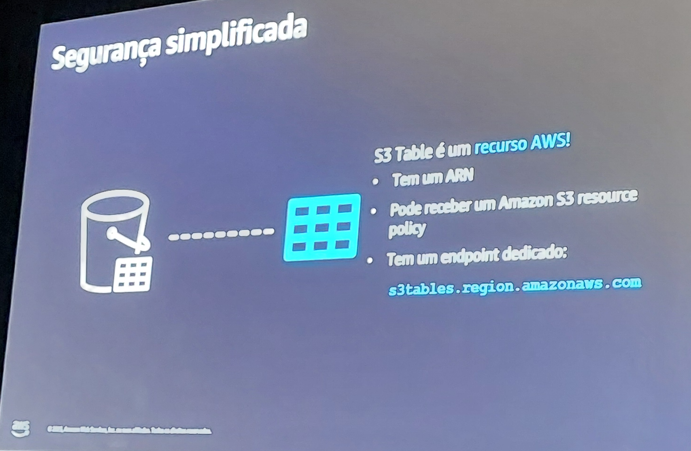 Segurança simplificada
S3 Table é um recurso AWS!
• Tem um ARN
• Pode receber um Amazon S3 resource
policy
• Tem um endpoint dedicado:
s3tables.region.amazonaws.com
aws